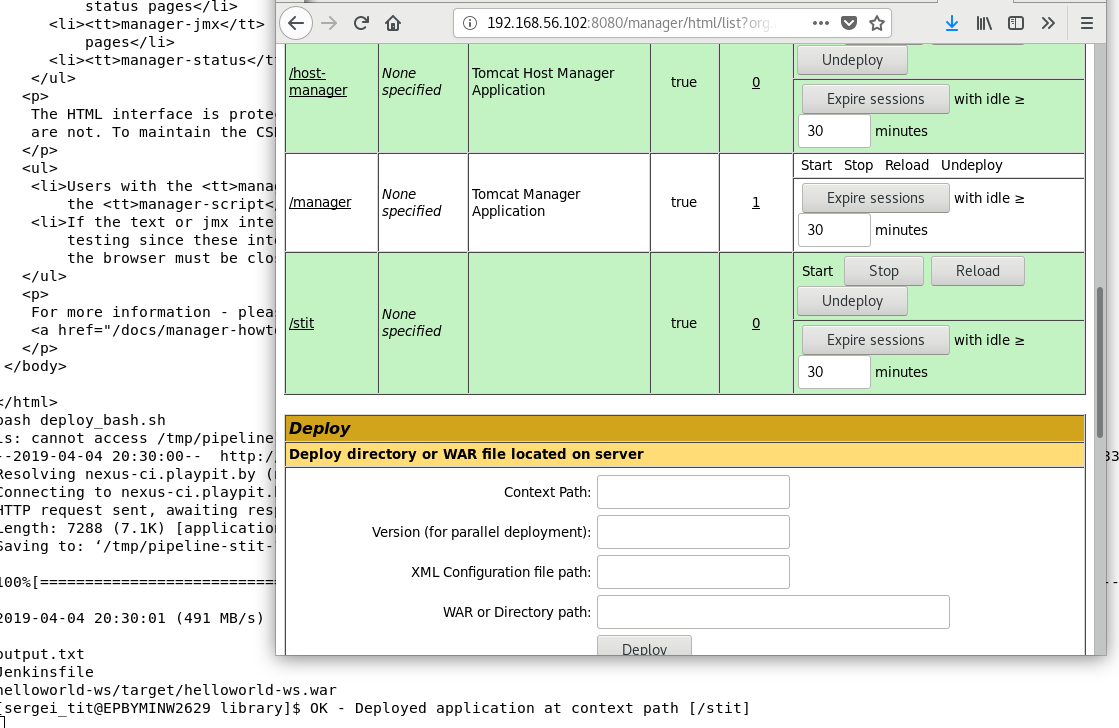 status pages</li>
<li><tt>manager-jmx</tt>
pages</li>
<li><tt>manager-status</t
</ul>
<p>
The HTML interface is prote
are not. To maintain the CS
</p>
<ul>
<li>Users with the <tt>mana
the <tt>manager-script<
<li>If the text or jmx inte
testing since these int
the browser must be clo
</ul>
<p>
For more information - plea
<a href="/docs/manager-howt
</p>
</body>
</html>
bash deploy_bash.sh
ls: cannot access /tmp/pipeline
--2019-04-04 20:30:00-- http:/
Resolving nexus-ci.playpit.by (
Connecting to nexus-ci.playpit.
HTTP request sent, awaiting res
Length: 7288 (7.1K) [application
Saving to: ‘/tmp/pipeline-stit-
100%[===========================
2019-04-04 20:30:01 (491 MB/s)
output.txt
Jenkinsfile
helloworld-ws/target/helloworld-ws.war
[sergei_tit@EPBYMINW2629 library]$ OK - Deployed application at context path [/stit]
192.168.56.102:8080/manager/html/list?org
Undeploy
/host-manager None specified Tomcat Host Manager Application true 0
Expire sessions with idle ≥
30 minutes
Start Stop Reload Undeploy
/manager None specified Tomcat Manager Application true 1
Expire sessions with idle ≥
30 minutes
Start Stop Reload
Undeploy
/stit None specified true 0
Expire sessions with idle ≥
30 minutes
Deploy
Deploy directory or WAR file located on server
Context Path:
Version (for parallel deployment):
XML Configuration file path:
WAR or Directory path:
Deploy